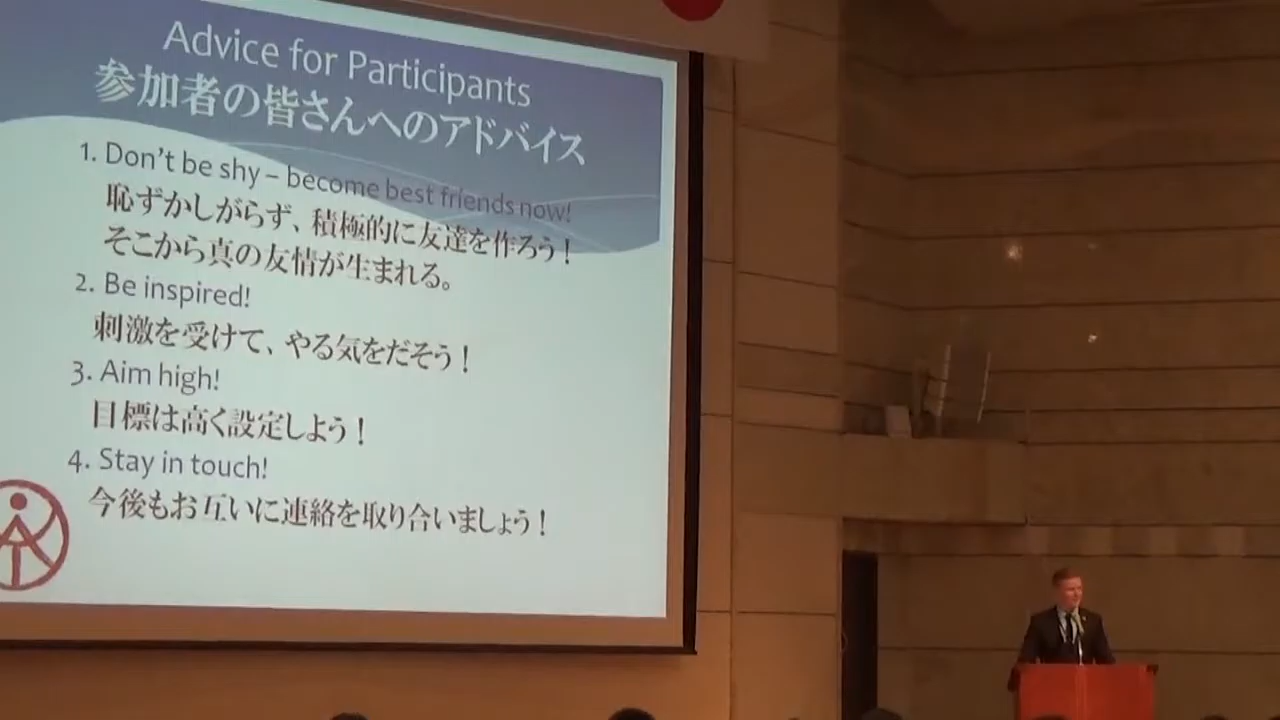 Advice for Participants
参加者の皆さんへのアドバイス
1. Don't be shy – become best friends now!
恥ずかしがらず、積極的に友達を作ろう！
そこから真の友情が生まれる。
2. Be inspired!
刺激を受けて、やる気をだそう！
3. Aim high!
目標は高く設定しよう！
4. Stay in touch!
今後もお互いに連絡を取り合いましょう！